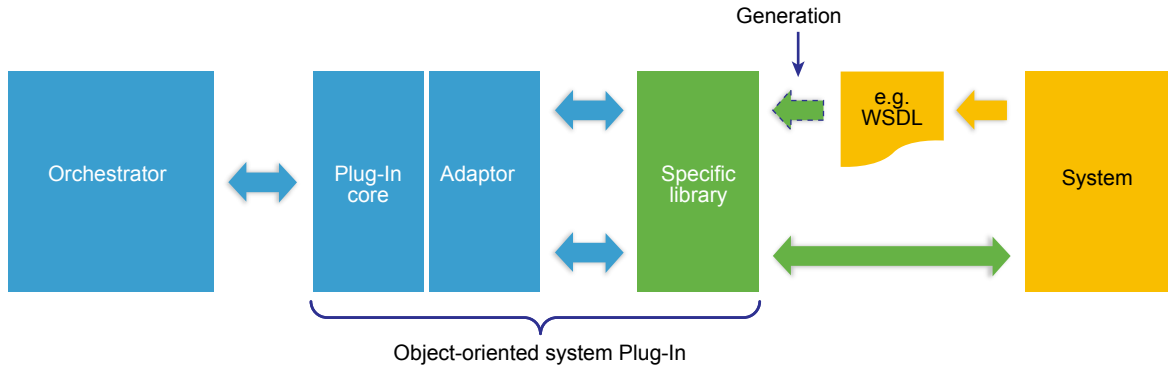 Generation
Orchestrator
Plug-In
core
Adaptor
Specific
library
e.g.
WSDL
System
Object-oriented system Plug-In